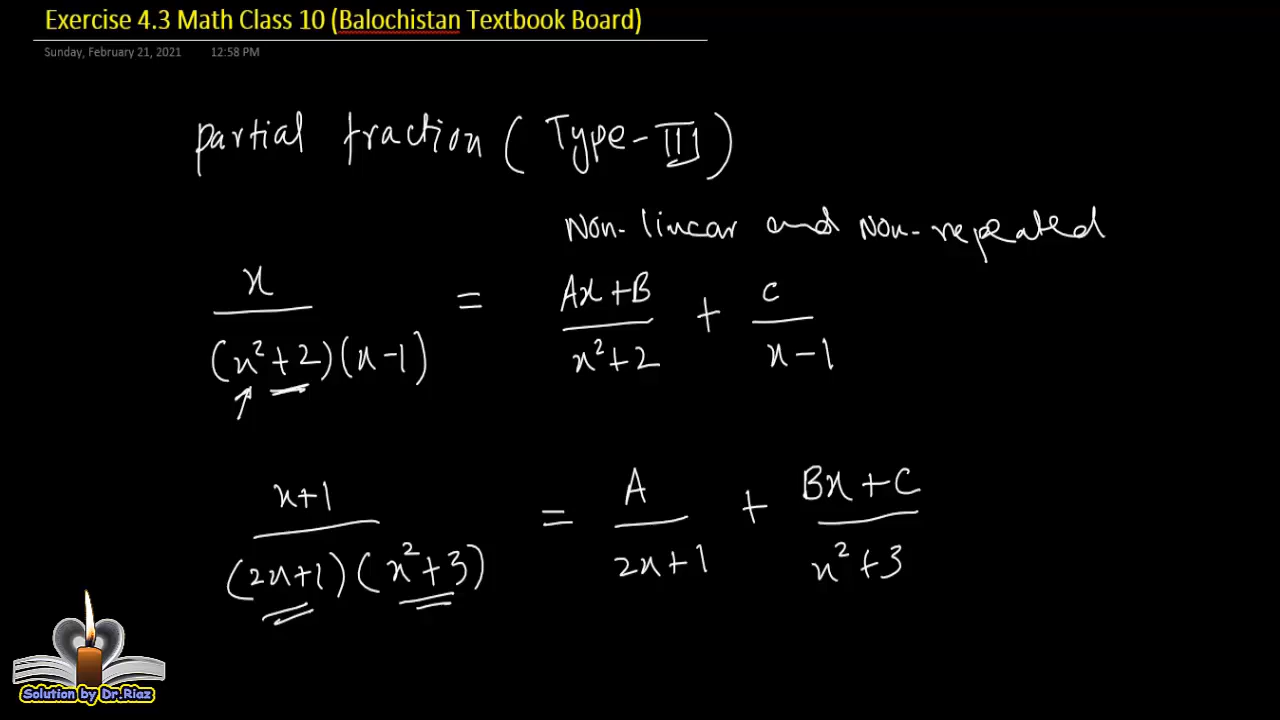 Exercise 4.3 Math Class 10 (Balochistan Textbook Board)
Sunday, February 21, 2021 12:58 PM
partial fraction (Type-III)
Non-linear and Non-repeated
x/((x²+2)(x-1)) = (Ax+B)/(x²+2) + C/(x-1)
(x+1)/((2x+1)(x²+3)) = A/(2x+1) + (Bx+C)/(x²+3)
Solution by Dr.Riaz